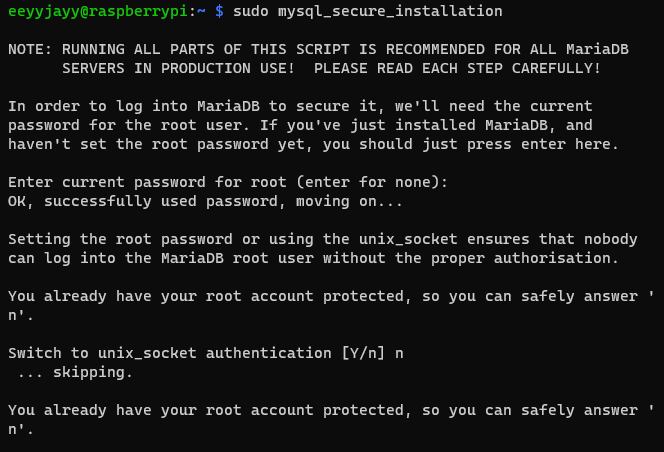 eeyyjayy@raspberrypi:~ $ sudo mysql_secure_installation
NOTE: RUNNING ALL PARTS OF THIS SCRIPT IS RECOMMENDED FOR ALL MariaDB
SERVERS IN PRODUCTION USE!  PLEASE READ EACH STEP CAREFULLY!
In order to log into MariaDB to secure it, we'll need the current
password for the root user. If you've just installed MariaDB, and
haven't set the root password yet, you should just press enter here.
Enter current password for root (enter for none):
OK, successfully used password, moving on...
Setting the root password or using the unix_socket ensures that nobody
can log into the MariaDB root user without the proper authorisation.
You already have your root account protected, so you can safely answer '
n'.
Switch to unix_socket authentication [Y/n] n
... skipping.
You already have your root account protected, so you can safely answer '
n'.